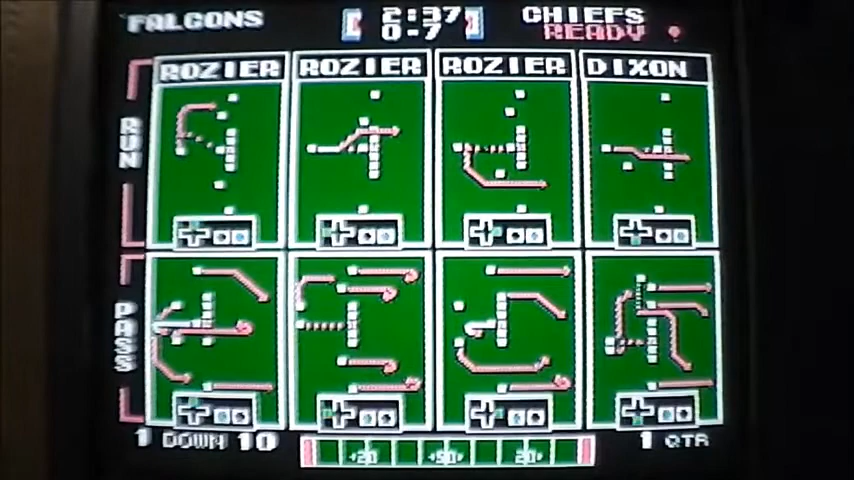 FALCONS 2:37 CHIEFS
0-7 READY
ROZIER ROZIER ROZIER DIXON
RUN
PASS
1 DOWN 10 20 50 20 1 QTR